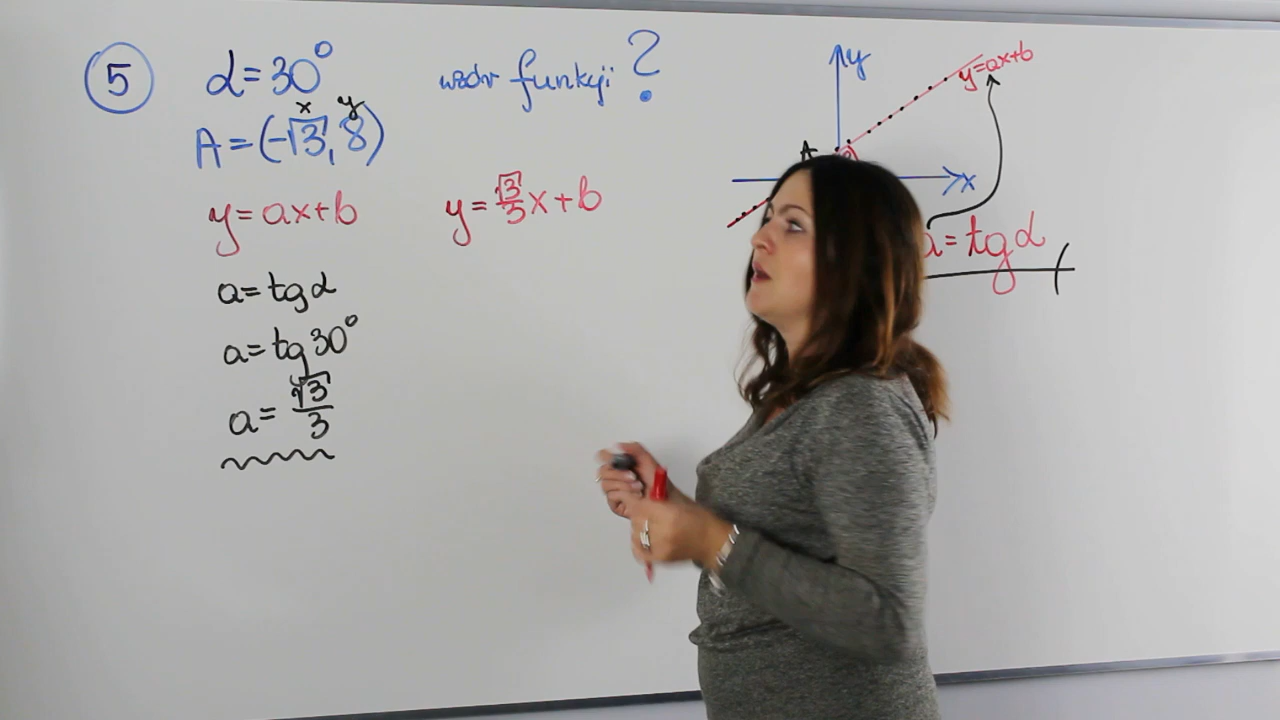 5
α = 30°
wzór funkcji ?
x y
A = (-√3, 8)
y = ax + b
y = √3/3 x + b
a = tg α
a = tg 30°
a = √3/3
y
y = ax + b
A
x
a = tg α